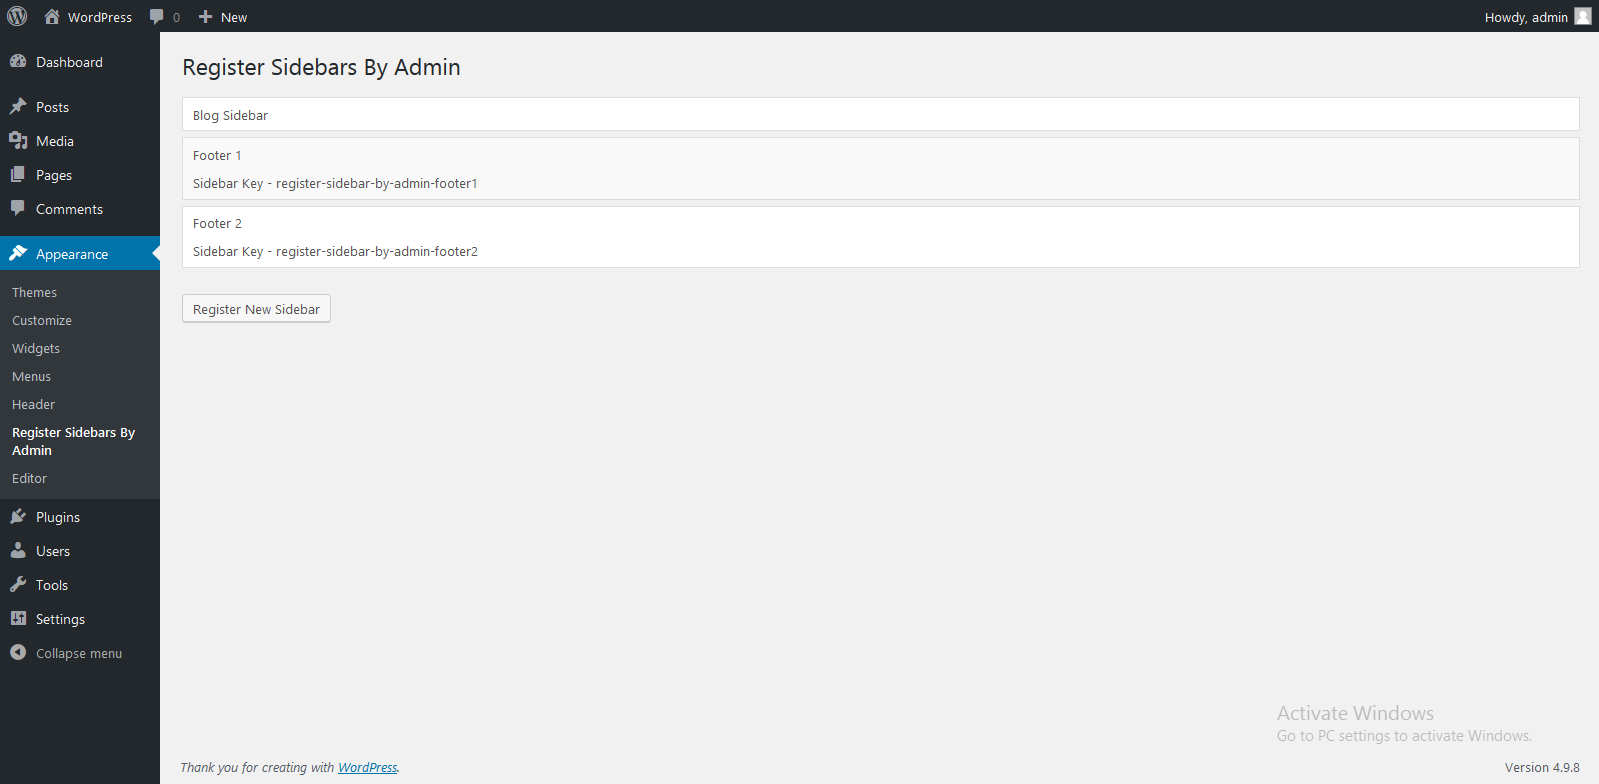 WordPress
0
New
Howdy, admin
Dashboard
Posts
Media
Pages
Comments
Appearance
Themes
Customize
Widgets
Menus
Header
Register Sidebars By
Admin
Editor
Plugins
Users
Tools
Settings
Collapse menu
Register Sidebars By Admin
Blog Sidebar
Footer 1
Sidebar Key - register-sidebar-by-admin-footer1
Footer 2
Sidebar Key - register-sidebar-by-admin-footer2
Register New Sidebar
Activate Windows
Go to PC settings to activate Windows.
Thank you for creating with WordPress.
Version 4.9.8